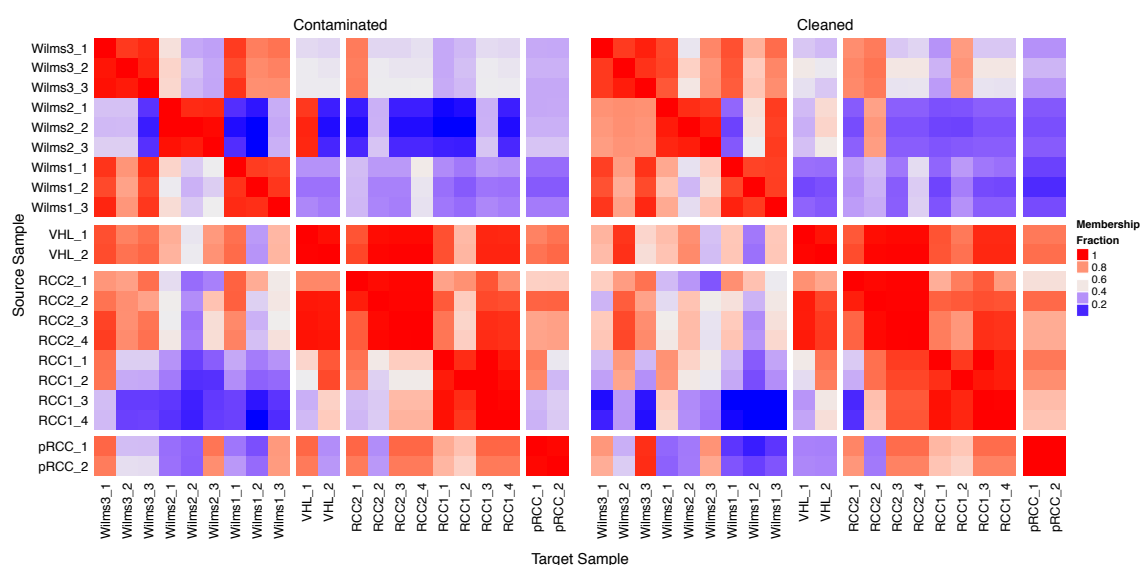 Contaminated
Cleaned
Source Sample
Wilms3_1
Wilms3_2
Wilms3_3
Wilms2_1
Wilms2_2
Wilms2_3
Wilms1_1
Wilms1_2
Wilms1_3
VHL_1
VHL_2
RCC2_1
RCC2_2
RCC2_3
RCC2_4
RCC1_1
RCC1_2
RCC1_3
RCC1_4
pRCC_1
pRCC_2
Wilms3_1
Wilms3_2
Wilms3_3
Wilms2_1
Wilms2_2
Wilms2_3
Wilms1_1
Wilms1_2
Wilms1_3
VHL_1
VHL_2
RCC2_1
RCC2_2
RCC2_3
RCC2_4
RCC1_1
RCC1_2
RCC1_3
RCC1_4
pRCC_1
pRCC_2
Wilms3_1
Wilms3_2
Wilms3_3
Wilms2_1
Wilms2_2
Wilms2_3
Wilms1_1
Wilms1_2
Wilms1_3
VHL_1
VHL_2
RCC2_1
RCC2_2
RCC2_3
RCC2_4
RCC1_1
RCC1_2
RCC1_3
RCC1_4
pRCC_1
pRCC_2
Target Sample
Membership
Fraction
1
0.8
0.4
0.2